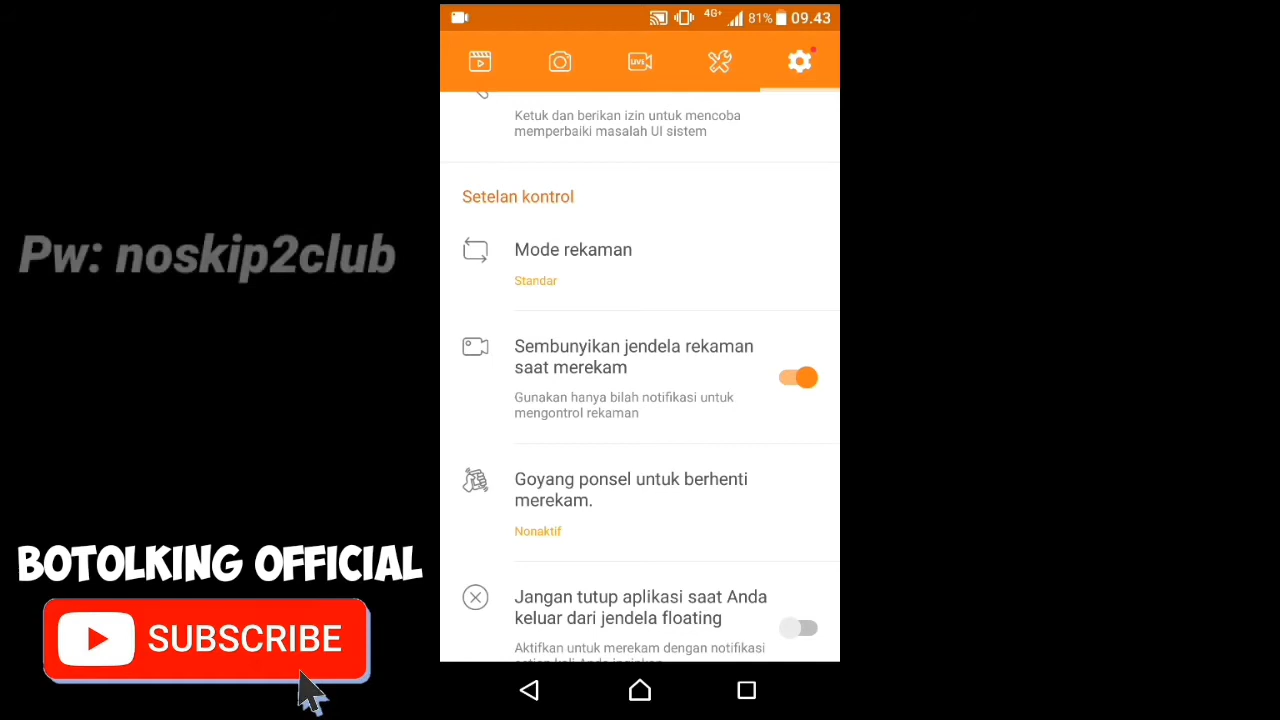 4G+ 81% 09.43
UVS
Ketuk dan berikan izin untuk mencoba
memperbaiki masalah UI sistem
Setelan kontrol
Pw: noskip2club
Mode rekaman
Standar
Sembunyikan jendela rekaman
saat merekam
Gunakan hanya bilah notifikasi untuk
mengontrol rekaman
Goyang ponsel untuk berhenti
merekam.
Nonaktif
BOTOLKING OFFICIAL
SUBSCRIBE
Jangan tutup aplikasi saat Anda
keluar dari jendela floating
Aktifkan untuk merekam dengan notifikasi